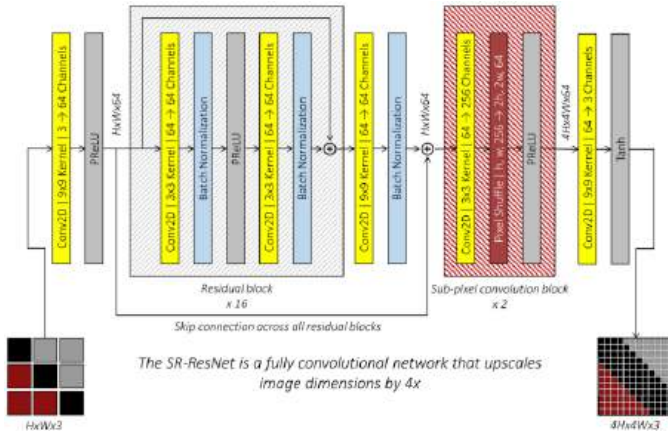 Conv2D | 9x9 Kernel | 3 → 64 Channels
PReLU
HxWx64
Conv2D | 3x3 Kernel | 64 → 64 Channels
Batch Normalization
PReLU
Conv2D | 3x3 Kernel | 64 → 64 Channels
Batch Normalization
Conv2D | 9x9 Kernel | 64 → 64 Channels
Batch Normalization
HxWx64
Conv2D | 3x3 Kernel | 64 → 256 Channels
Pixel Shuffle | h, w, 256 → 2h, 2w, 64
PReLU
4Hx4Wx64
Conv2D | 9x9 Kernel | 64 → 3 Channels
Tanh
Residual block
x 16
Sub-pixel convolution block
x 2
Skip connection across all residual blocks
The SR-ResNet is a fully convolutional network that upscales
image dimensions by 4x
HxWx3
4Hx4Wx3